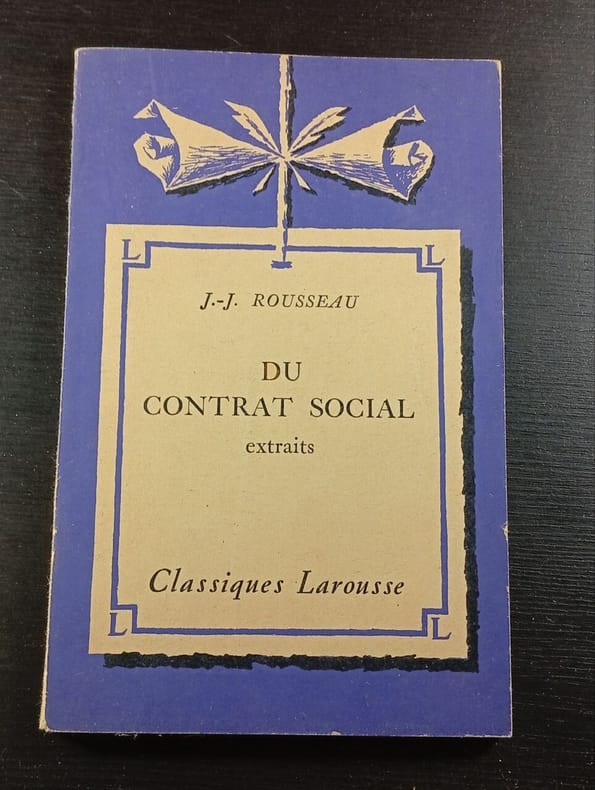 L L
J.-J. ROUSSEAU
DU
CONTRAT SOCIAL
extraits
Classiques Larousse
L L